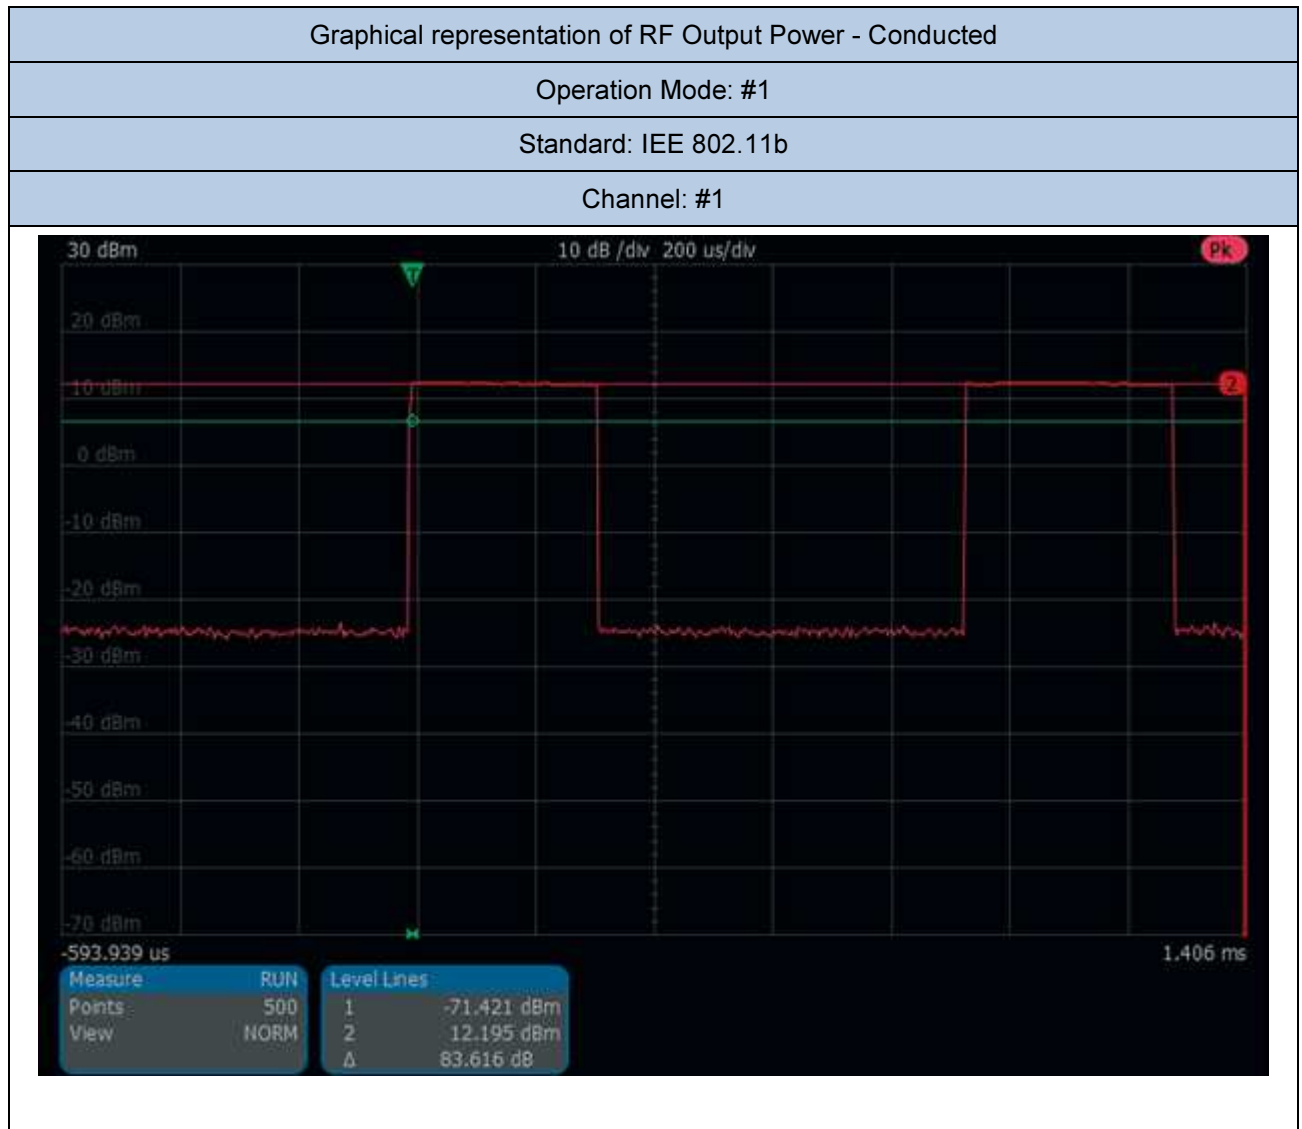 Graphical representation of RF Output Power - Conducted
Operation Mode: #1
Standard: IEE 802.11b
Channel: #1
30 dBm 10 dB /div 200 us/div Pk
T
20 dBm
10 dBm 2
0 dBm
-10 dBm
-20 dBm
-30 dBm
-40 dBm
-50 dBm
-60 dBm
-70 dBm
-593.939 us 1.406 ms
Measure RUN Level Lines
Points 500 1 -71.421 dBm
View NORM 2 12.195 dBm
Δ 83.616 dB